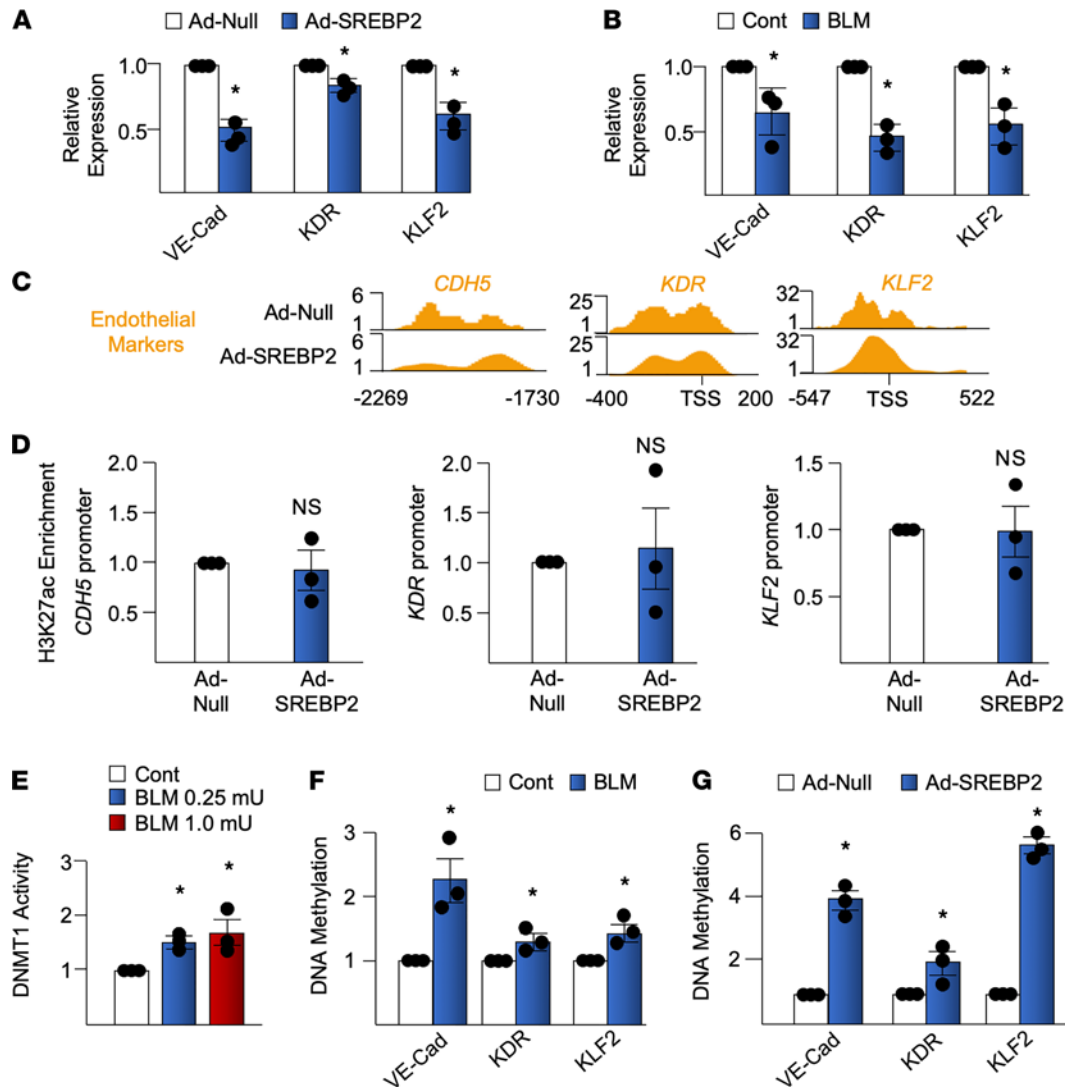 A
Ad-Null Ad-SREBP2
Relative
Expression
1.0
0.5
* * *
VE-Cad KDR KLF2
B
Cont BLM
Relative
Expression
1.0
0.5
* * *
VE-Cad KDR KLF2
C
Endothelial
Markers
CDH5 KDR KLF2
Ad-Null
6 25 32
1 1 1
Ad-SREBP2
6 25 32
1 1 1
-2269 -1730 -400 TSS 200 -547 TSS 522
D
H3K27ac Enrichment
CDH5 promoter
2.0
1.5
1.0
0.5
NS
Ad-
Null
Ad-
SREBP2
KDR promoter
2.0
1.5
1.0
0.5
NS
Ad-
Null
Ad-
SREBP2
KLF2 promoter
1.5
1.0
0.5
NS
Ad-
Null
Ad-
SREBP2
E
Cont
BLM 0.25 mU
BLM 1.0 mU
DNMT1 Activity
3
2
1
* *
F
Cont BLM
DNA Methylation
3
2
1
* * *
VE-Cad KDR KLF2
G
Ad-Null Ad-SREBP2
DNA Methylation
6
4
2
* * *
VE-Cad KDR KLF2